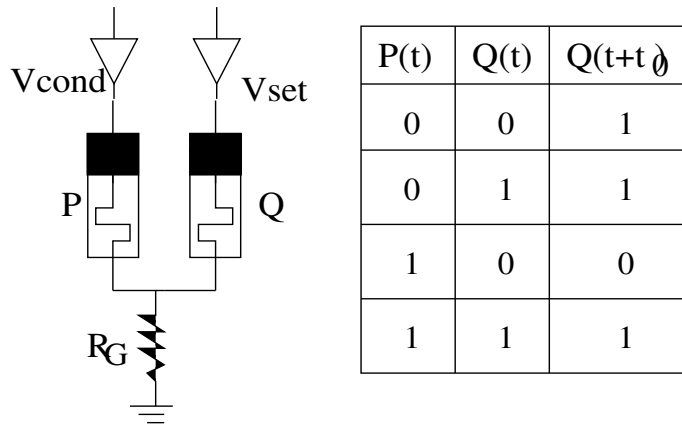 Vcond
Vset
P
Q
RG
P(t) Q(t) Q(t+t0)
0 0 1
0 1 1
1 0 0
1 1 1